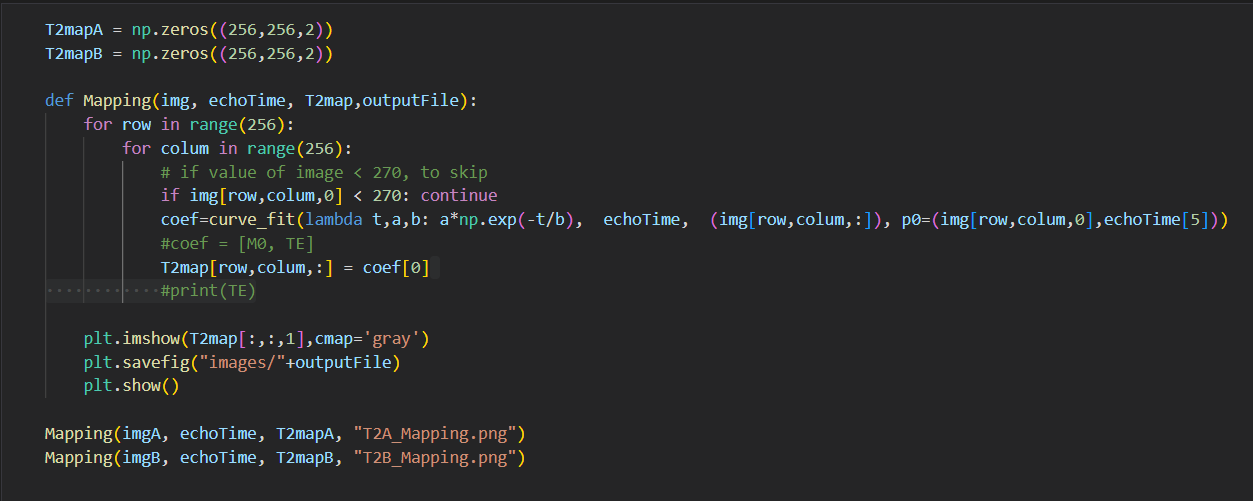 T2mapA = np.zeros((256,256,2))
T2mapB = np.zeros((256,256,2))
def Mapping(img, echoTime, T2map,outputFile):
    for row in range(256):
        for colum in range(256):
            # if value of image < 270, to skip
            if img[row,colum,0] < 270: continue
            coef=curve_fit(lambda t,a,b: a*np.exp(-t/b),  echoTime,  (img[row,colum,:]), p0=(img[row,colum,0],echoTime[5]))
            #coef = [M0, TE]
            T2map[row,colum,:] = coef[0]
            #print(TE)
    plt.imshow(T2map[:,:,1],cmap='gray')
    plt.savefig("images/"+outputFile)
    plt.show()
Mapping(imgA, echoTime, T2mapA, "T2A_Mapping.png")
Mapping(imgB, echoTime, T2mapB, "T2B_Mapping.png")